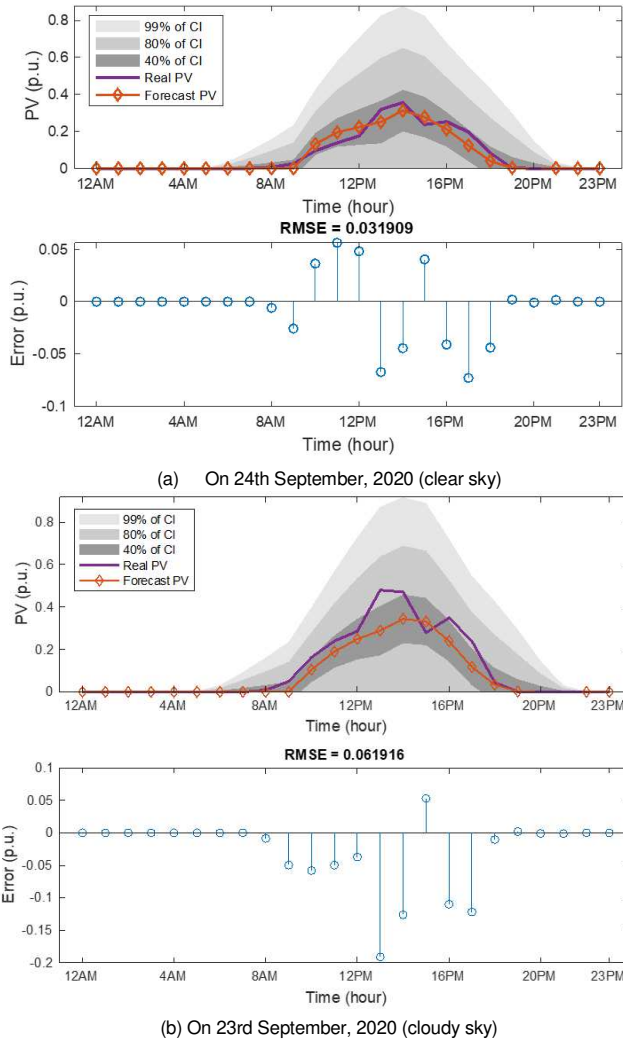 0.8
0.6
0.4
0.2
0
PV (p.u.)
99% of CI
80% of CI
40% of CI
Real PV
Forecast PV
12AM 4AM 8AM 12PM 16PM 20PM 23PM
Time (hour)
RMSE = 0.031909
0.05
0
-0.05
-0.1
Error (p.u.)
12AM 4AM 8AM 12PM 16PM 20PM 23PM
Time (hour)
(a) On 24th September, 2020 (clear sky)
0.8
0.6
0.4
0.2
0
PV (p.u.)
99% of CI
80% of CI
40% of CI
Real PV
Forecast PV
12AM 4AM 8AM 12PM 16PM 20PM 23PM
Time (hour)
RMSE = 0.061916
0.1
0.05
0
-0.05
-0.1
-0.15
-0.2
Error (p.u.)
12AM 4AM 8AM 12PM 16PM 20PM 23PM
Time (hour)
(b) On 23rd September, 2020 (cloudy sky)